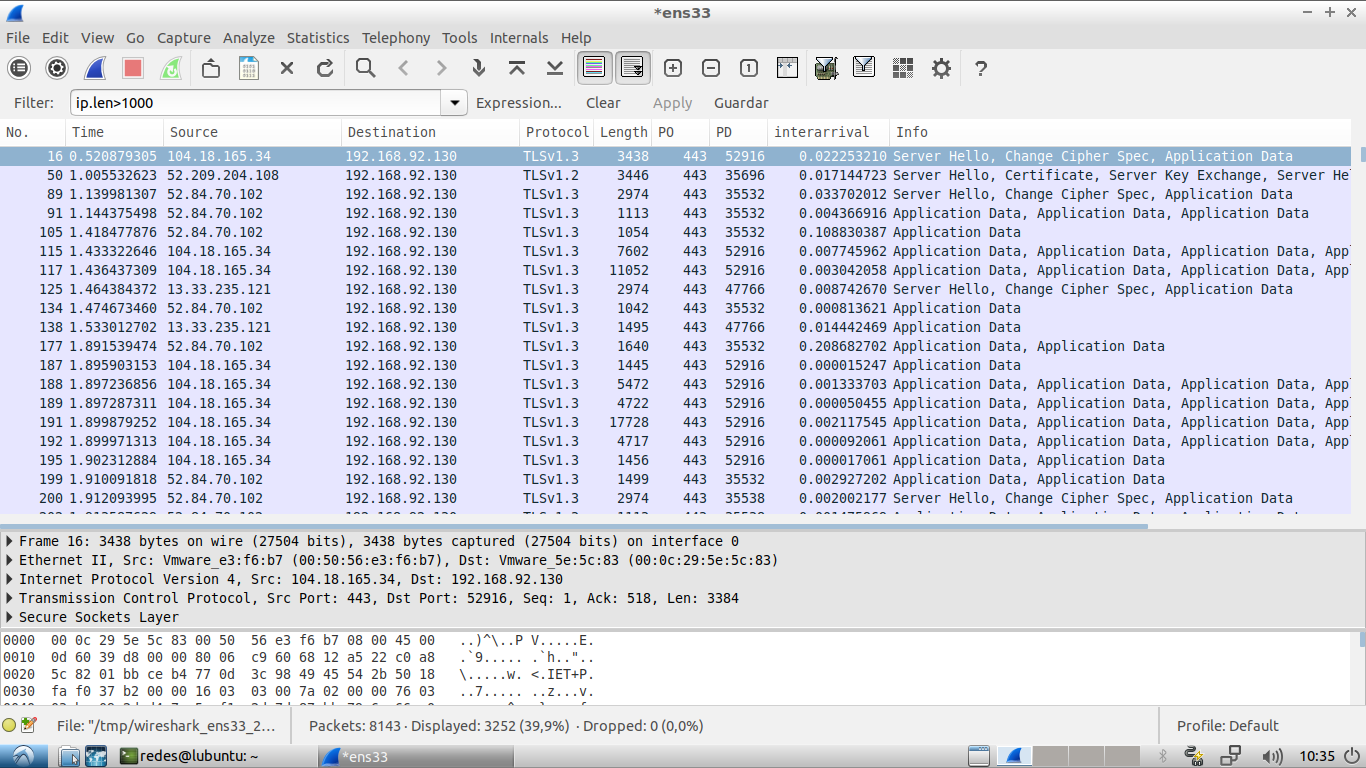 *ens33
File Edit View Go Capture Analyze Statistics Telephony Tools Internals Help
Filter: ip.len>1000 Expression... Clear Apply Guardar
No. Time Source Destination Protocol Length PO PD interarrival Info
16 0.520879305 104.18.165.34 192.168.92.130 TLSv1.3 3438 443 52916 0.022253210 Server Hello, Change Cipher Spec, Application Data
50 1.005532623 52.209.204.108 192.168.92.130 TLSv1.2 3446 443 35696 0.017144723 Server Hello, Certificate, Server Key Exchange, Server He
89 1.139981307 52.84.70.102 192.168.92.130 TLSv1.3 2974 443 35532 0.033702012 Server Hello, Change Cipher Spec, Application Data
91 1.144375498 52.84.70.102 192.168.92.130 TLSv1.3 1113 443 35532 0.004366916 Application Data, Application Data, Application Data
105 1.418477876 52.84.70.102 192.168.92.130 TLSv1.3 1054 443 35532 0.108830387 Application Data
115 1.433322646 104.18.165.34 192.168.92.130 TLSv1.3 7602 443 52916 0.007745962 Application Data, Application Data, Application Data, App
117 1.436437309 104.18.165.34 192.168.92.130 TLSv1.3 11052 443 52916 0.003042058 Application Data, Application Data, Application Data, App
125 1.464384372 13.33.235.121 192.168.92.130 TLSv1.3 2974 443 47766 0.008742670 Server Hello, Change Cipher Spec, Application Data
134 1.474673460 52.84.70.102 192.168.92.130 TLSv1.3 1042 443 35532 0.000813621 Application Data
138 1.533012702 13.33.235.121 192.168.92.130 TLSv1.3 1495 443 47766 0.014442469 Application Data
177 1.891539474 52.84.70.102 192.168.92.130 TLSv1.3 1640 443 35532 0.208682702 Application Data, Application Data
187 1.895903153 104.18.165.34 192.168.92.130 TLSv1.3 1445 443 52916 0.000015247 Application Data
188 1.897236856 104.18.165.34 192.168.92.130 TLSv1.3 5472 443 52916 0.001333703 Application Data, Application Data, Application Data, App
189 1.897287311 104.18.165.34 192.168.92.130 TLSv1.3 4722 443 52916 0.000050455 Application Data, Application Data, Application Data, App
191 1.899879252 104.18.165.34 192.168.92.130 TLSv1.3 17728 443 52916 0.002117545 Application Data, Application Data, Application Data, App
192 1.899971313 104.18.165.34 192.168.92.130 TLSv1.3 4717 443 52916 0.000092061 Application Data, Application Data, Application Data, App
195 1.902312884 104.18.165.34 192.168.92.130 TLSv1.3 1456 443 52916 0.000017061 Application Data, Application Data
199 1.910091818 52.84.70.102 192.168.92.130 TLSv1.3 1499 443 35532 0.002927202 Application Data, Application Data
200 1.912093995 52.84.70.102 192.168.92.130 TLSv1.3 2974 443 35538 0.002002177 Server Hello, Change Cipher Spec, Application Data
Frame 16: 3438 bytes on wire (27504 bits), 3438 bytes captured (27504 bits) on interface 0
Ethernet II, Src: Vmware_e3:f6:b7 (00:50:56:e3:f6:b7), Dst: Vmware_5e:5c:83 (00:0c:29:5e:5c:83)
Internet Protocol Version 4, Src: 104.18.165.34, Dst: 192.168.92.130
Transmission Control Protocol, Src Port: 443, Dst Port: 52916, Seq: 1, Ack: 518, Len: 3384
Secure Sockets Layer
0000 00 0c 29 5e 5c 83 00 50 56 e3 f6 b7 08 00 45 00 ..)^\..P V.....E.
0010 0d 60 39 d8 00 00 80 06 c9 60 68 12 a5 22 c0 a8 .`9..... .`h.."..
0020 5c 82 01 bb ce b4 77 0d 3c 98 49 45 54 2b 50 18 \.....w. <.IET+P.
0030 fa f0 37 b2 00 00 16 03 03 00 7a 02 00 00 76 03 ..7..... ..z...v.
File: "/tmp/wireshark_ens33_2... Packets: 8143 · Displayed: 3252 (39,9%) · Dropped: 0 (0,0%) Profile: Default
redes@lubuntu: ~ *ens33 10:35